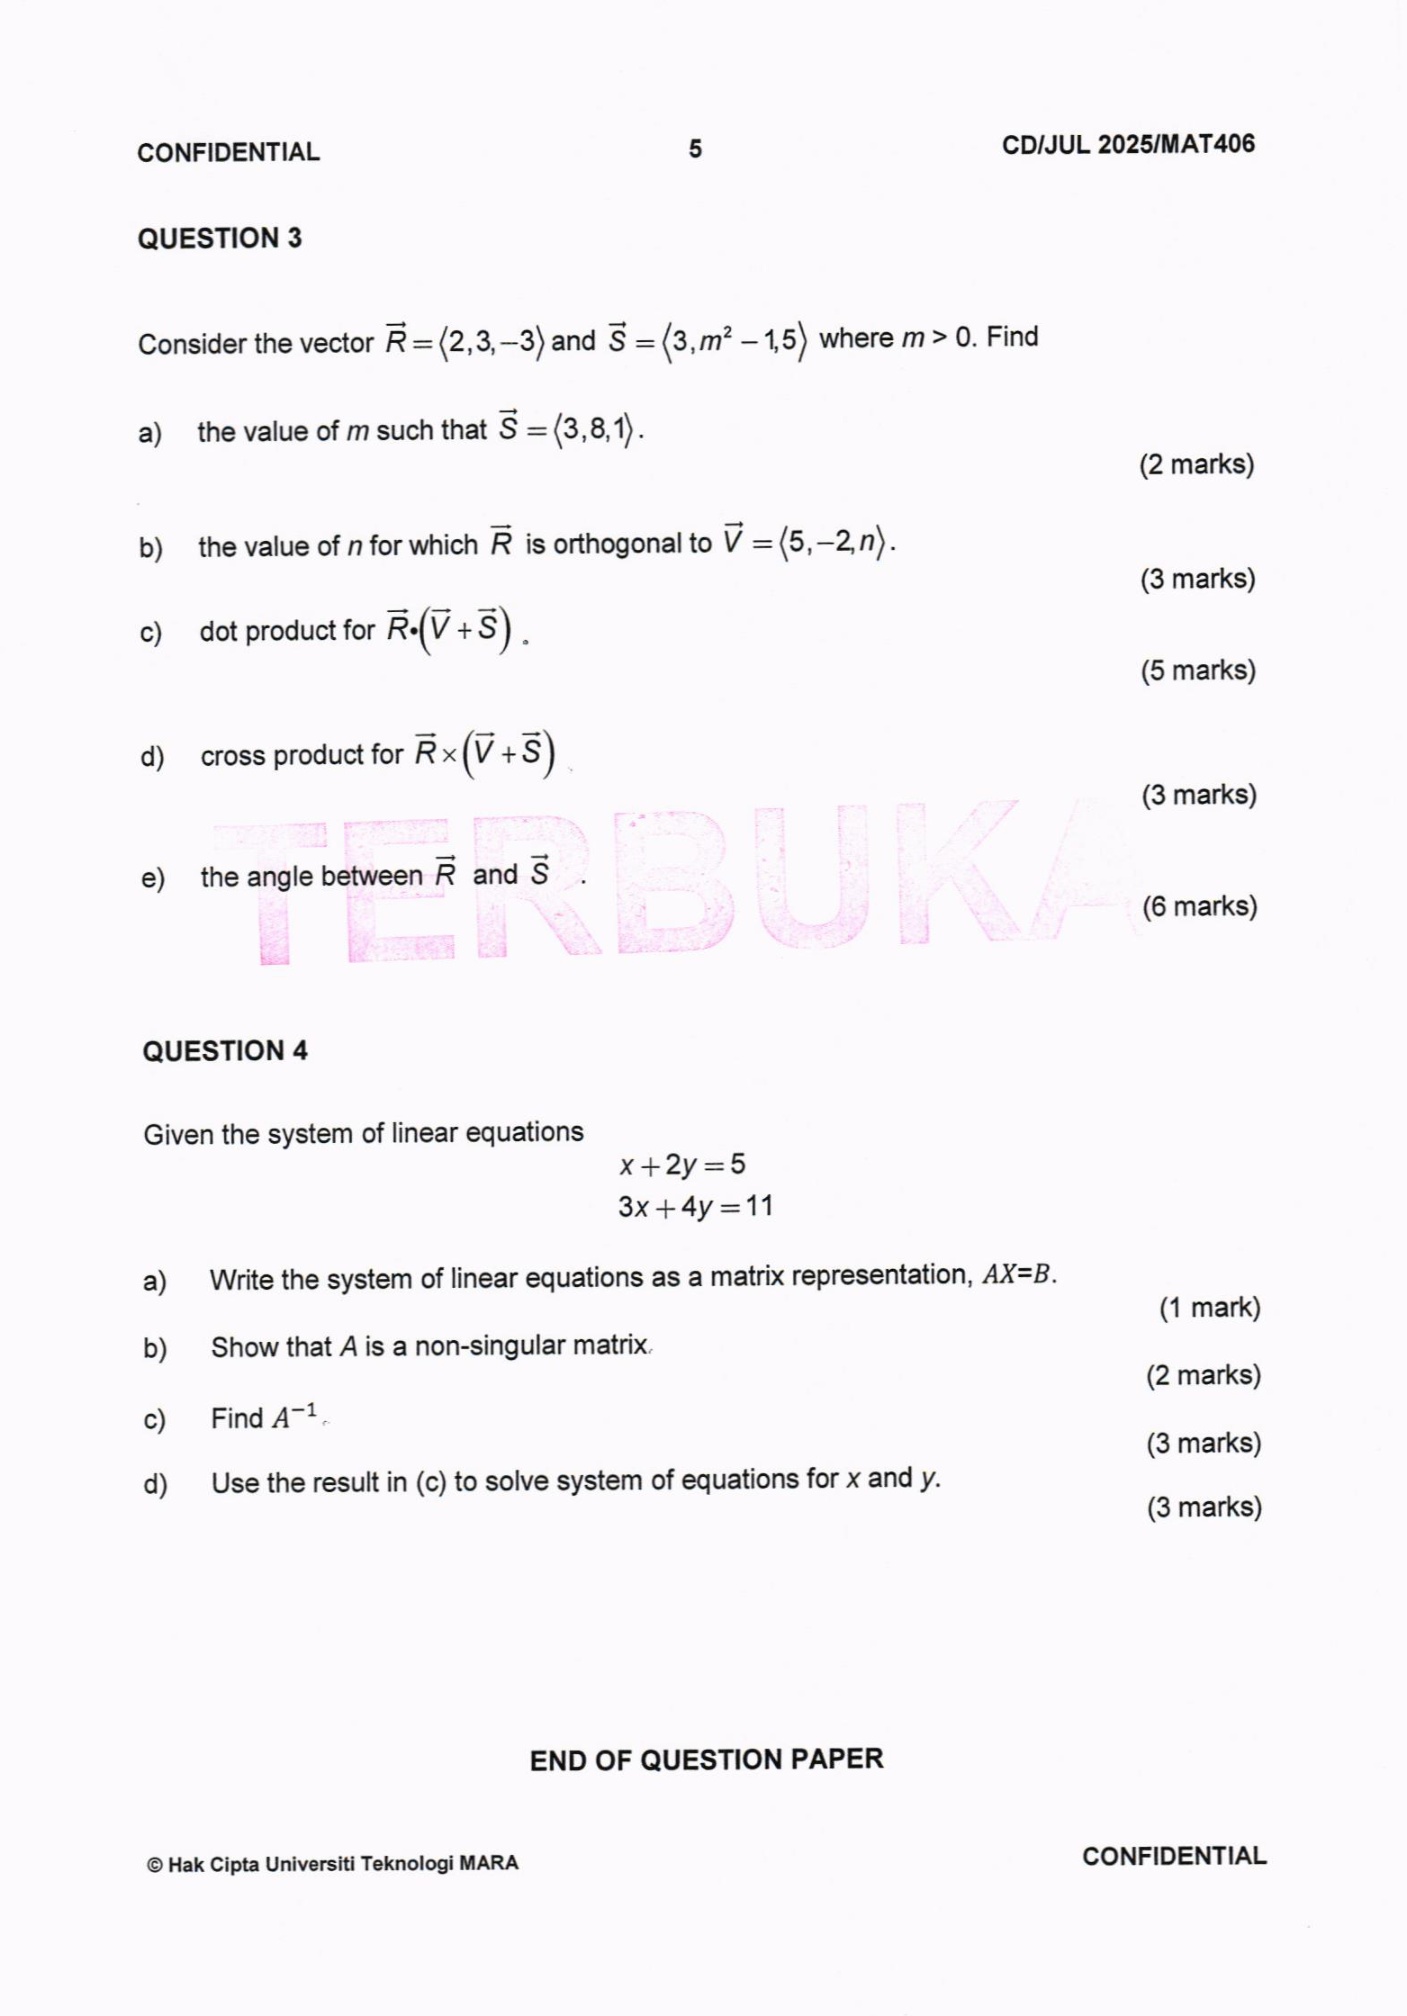 CONFIDENTIAL 5 CD/JUL 2025/MAT406
QUESTION 3
Consider the vector R⃗ = ⟨2,3,−3⟩ and S⃗ = ⟨3,m² − 1,5⟩ where m > 0. Find
a) the value of m such that S⃗ = ⟨3,8,1⟩.
(2 marks)
b) the value of n for which R⃗ is orthogonal to V⃗ = ⟨5,−2,n⟩.
(3 marks)
c) dot product for R⃗•(V⃗ + S⃗).
(5 marks)
d) cross product for R⃗×(V⃗ + S⃗)
(3 marks)
TERBUKA
e) the angle between R⃗ and S⃗ .
(6 marks)
QUESTION 4
Given the system of linear equations
x + 2y = 5
3x + 4y = 11
a) Write the system of linear equations as a matrix representation, AX=B.
(1 mark)
b) Show that A is a non-singular matrix.
(2 marks)
c) Find A⁻¹.
(3 marks)
d) Use the result in (c) to solve system of equations for x and y.
(3 marks)
END OF QUESTION PAPER
© Hak Cipta Universiti Teknologi MARA CONFIDENTIAL